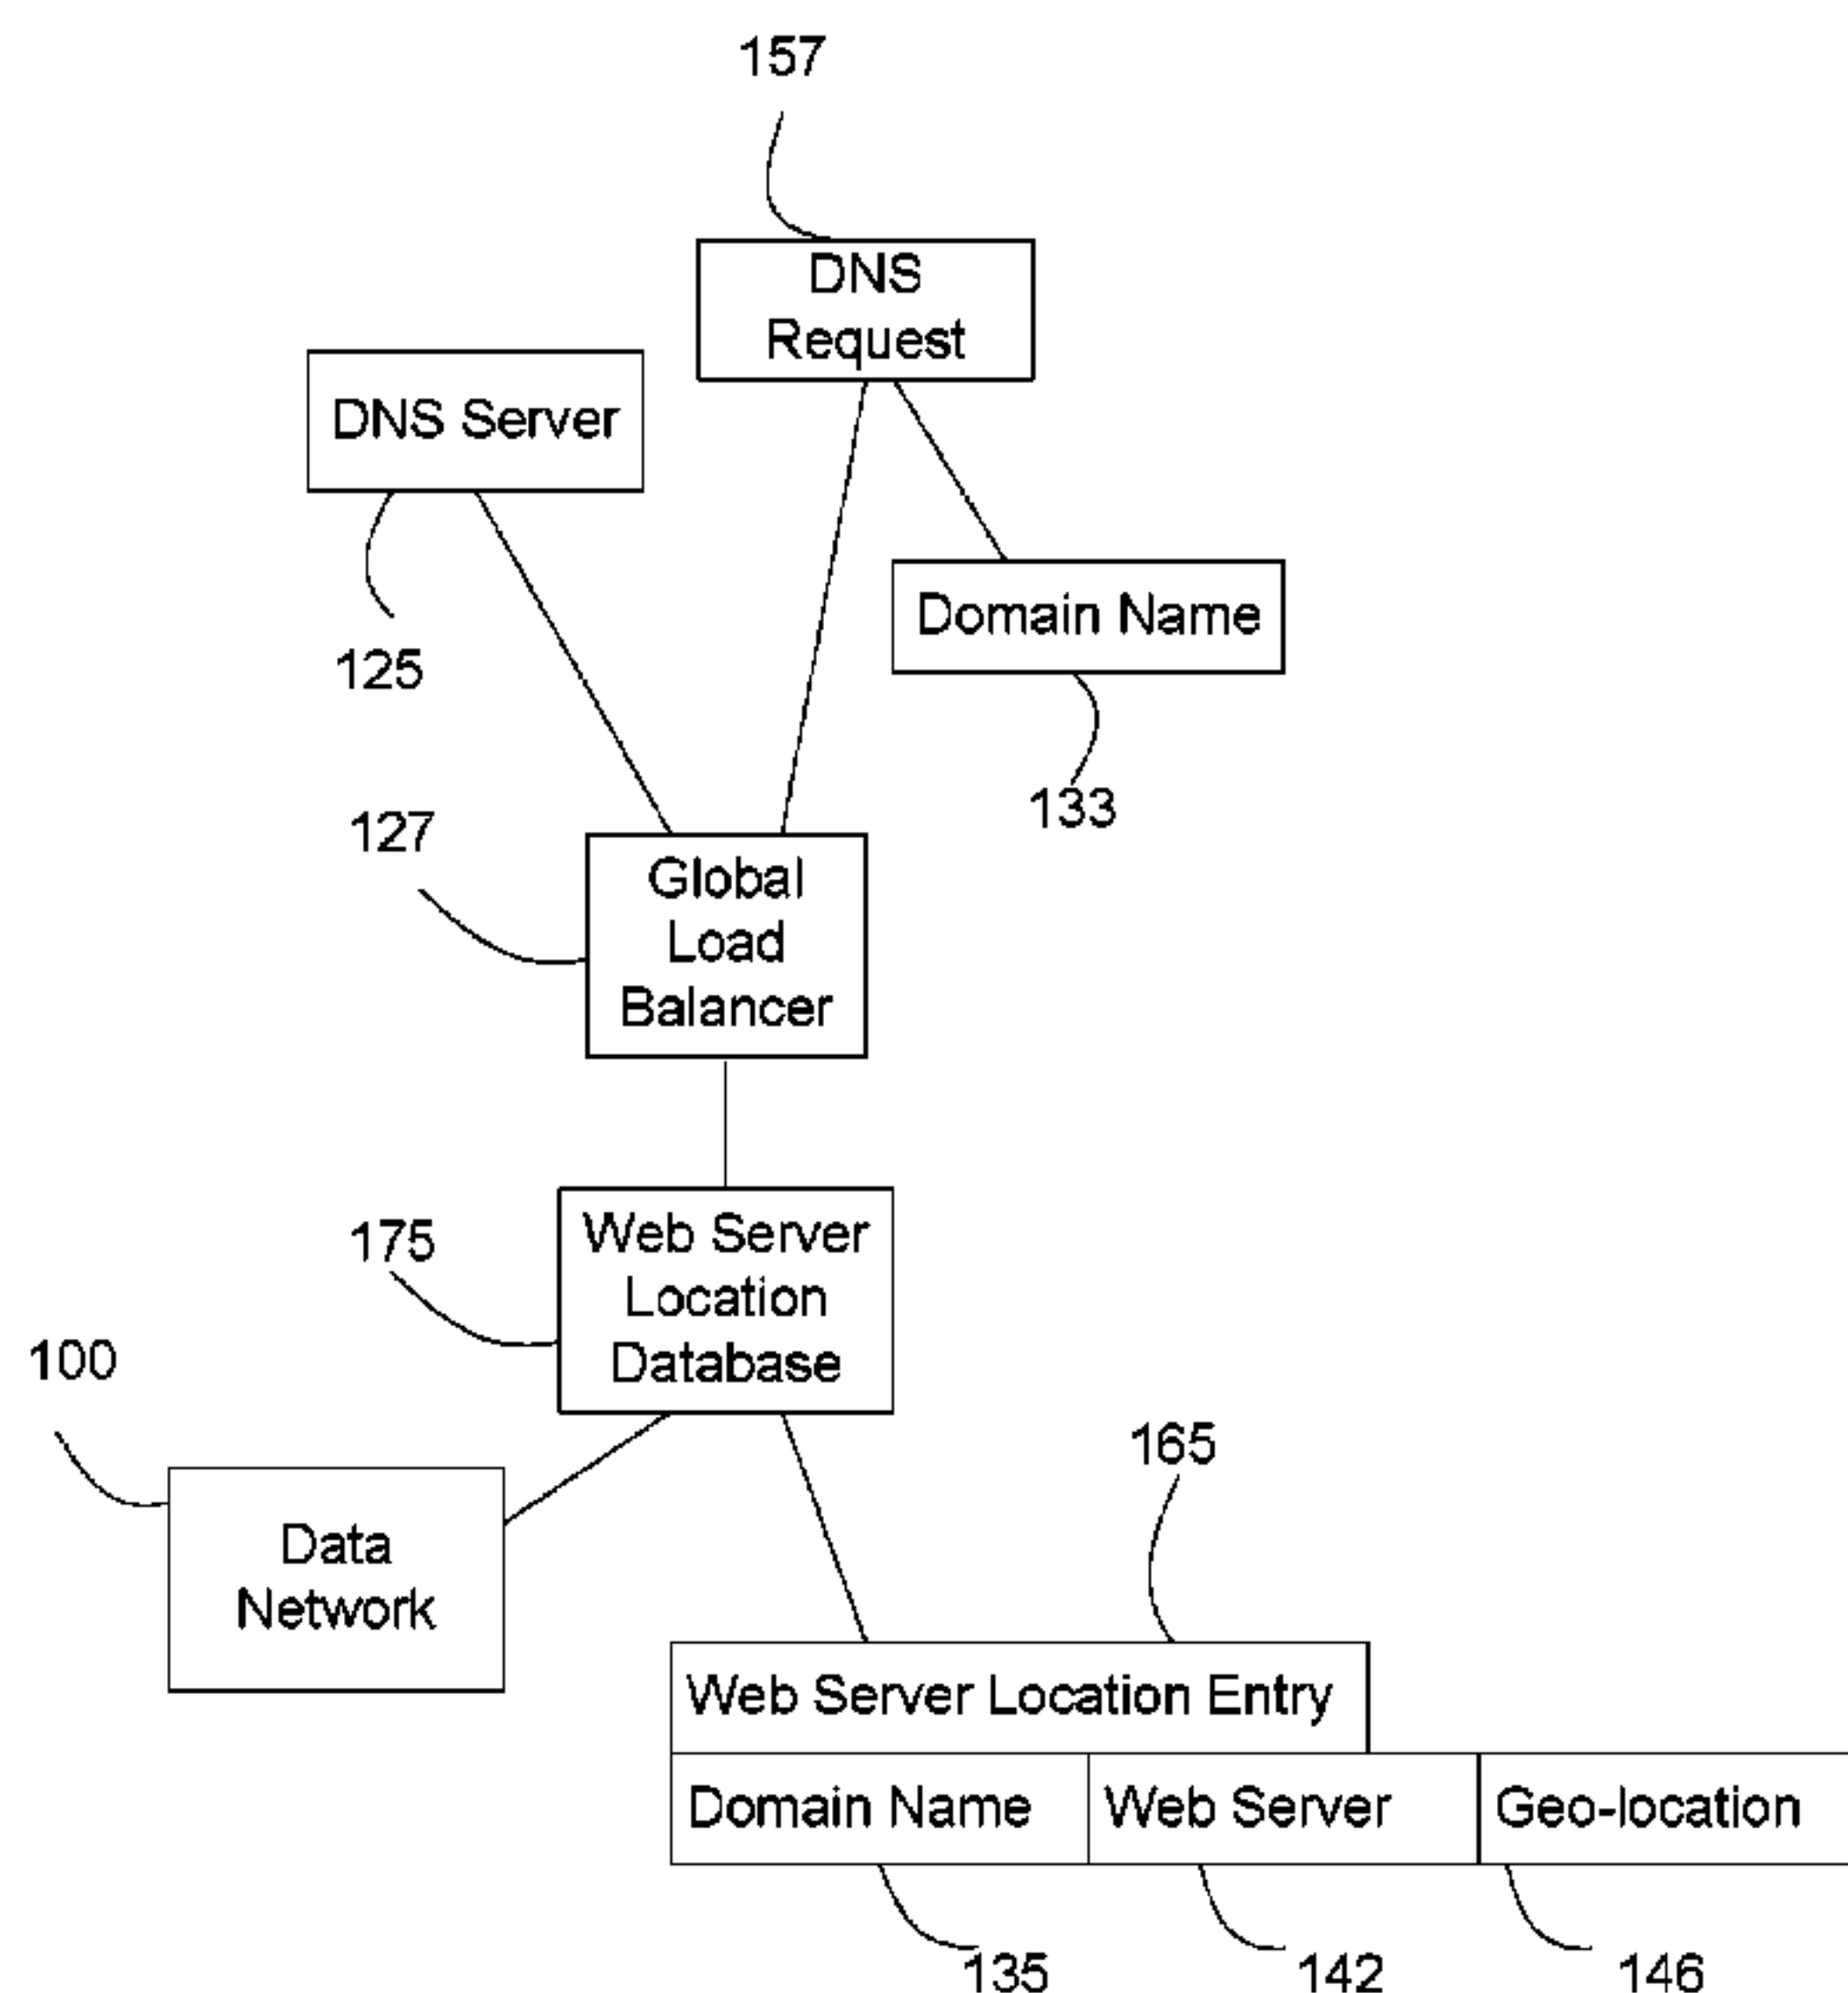 157
DNS
Request
DNS Server
125
Domain Name
133
127
Global
Load
Balancer
175
Web Server
Location
Database
100
Data
Network
165
Web Server Location Entry
Domain Name
Web Server
Geo-location
135
142
146